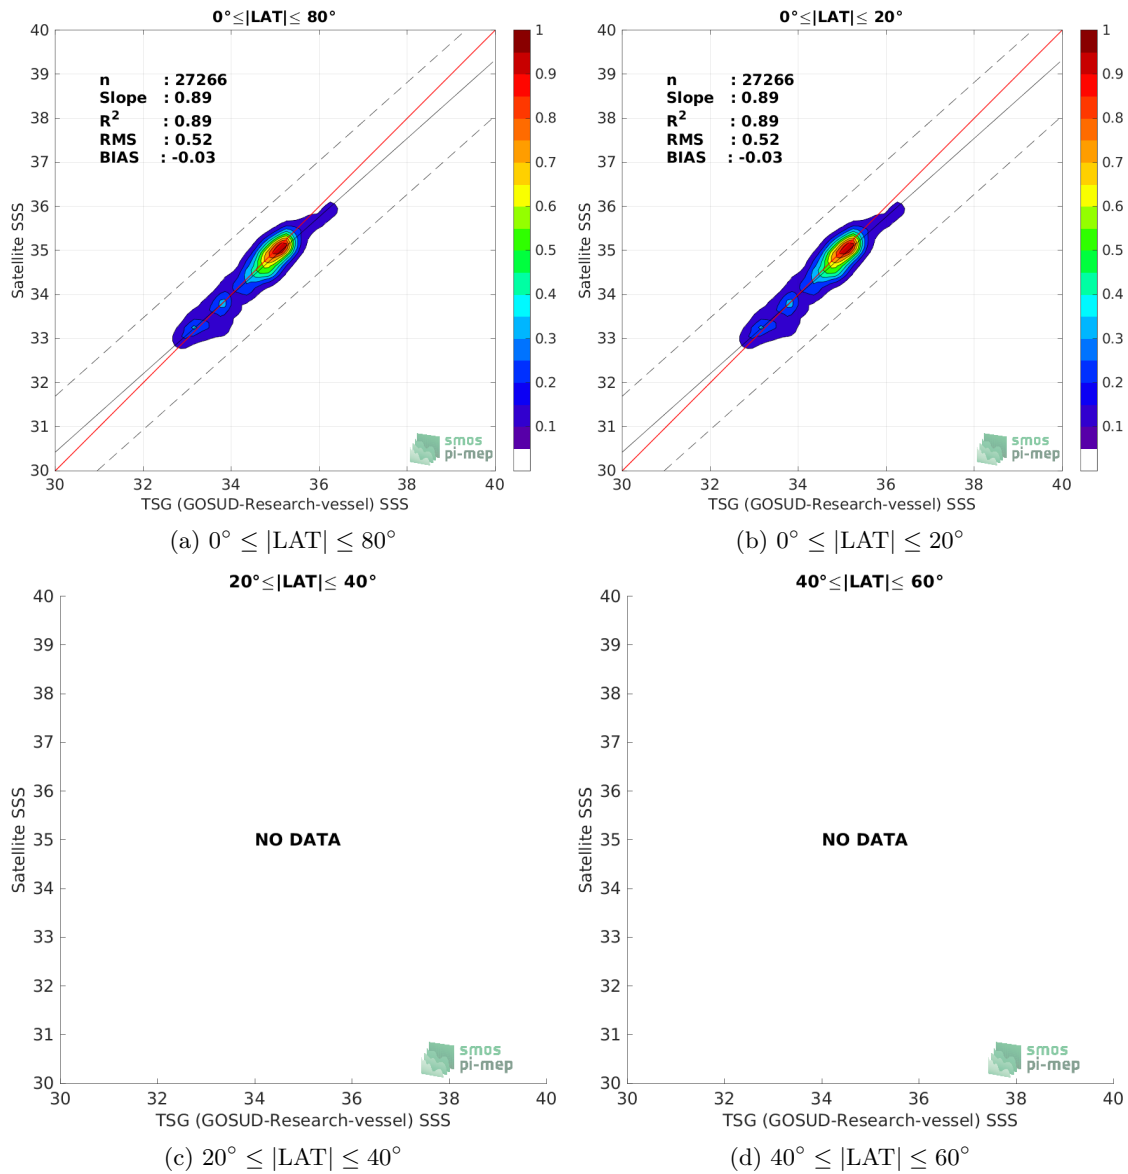 0°≤|LAT|≤ 80°
40
39
38
37
36
35
34
33
32
31
30
Satellite SSS
n : 27266
Slope : 0.89
R² : 0.89
RMS : 0.52
BIAS : -0.03
1
0.9
0.8
0.7
0.6
0.5
0.4
0.3
0.2
0.1
smos
pi-mep
30 32 34 36 38 40
TSG (GOSUD-Research-vessel) SSS
(a) 0° ≤ |LAT| ≤ 80°
0°≤|LAT|≤ 20°
40
39
38
37
36
35
34
33
32
31
30
Satellite SSS
n : 27266
Slope : 0.89
R² : 0.89
RMS : 0.52
BIAS : -0.03
1
0.9
0.8
0.7
0.6
0.5
0.4
0.3
0.2
0.1
smos
pi-mep
30 32 34 36 38 40
TSG (GOSUD-Research-vessel) SSS
(b) 0° ≤ |LAT| ≤ 20°
20°≤|LAT|≤ 40°
40
39
38
37
36
35
34
33
32
31
30
Satellite SSS
NO DATA
smos
pi-mep
30 32 34 36 38 40
TSG (GOSUD-Research-vessel) SSS
(c) 20° ≤ |LAT| ≤ 40°
40°≤|LAT|≤ 60°
40
39
38
37
36
35
34
33
32
31
30
Satellite SSS
NO DATA
smos
pi-mep
30 32 34 36 38 40
TSG (GOSUD-Research-vessel) SSS
(d) 40° ≤ |LAT| ≤ 60°